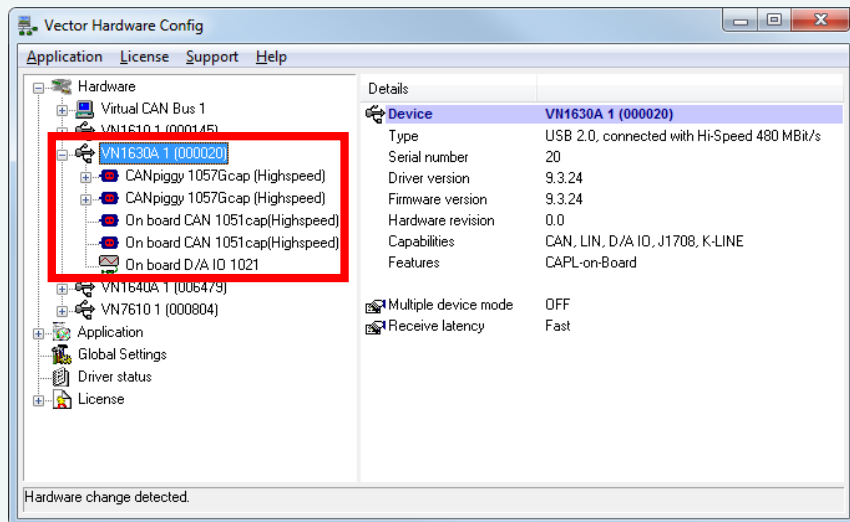 Vector Hardware Config
Application License Support Help
Hardware
Virtual CAN Bus 1
VN1610 1 (000145)
VN1630A 1 (000020)
CANpiggy 1057Gcap (Highspeed)
CANpiggy 1057Gcap (Highspeed)
On board CAN 1051cap(Highspeed)
On board CAN 1051cap(Highspeed)
On board D/A IO 1021
VN1640A 1 (006479)
VN7610 1 (000804)
Application
Global Settings
Driver status
License
Details
Device VN1630A 1 (000020)
Type USB 2.0, connected with Hi-Speed 480 MBit/s
Serial number 20
Driver version 9.3.24
Firmware version 9.3.24
Hardware revision 0.0
Capabilities CAN, LIN, D/A IO, J1708, K-LINE
Features CAPL-on-Board
Multiple device mode OFF
Receive latency Fast
Hardware change detected.